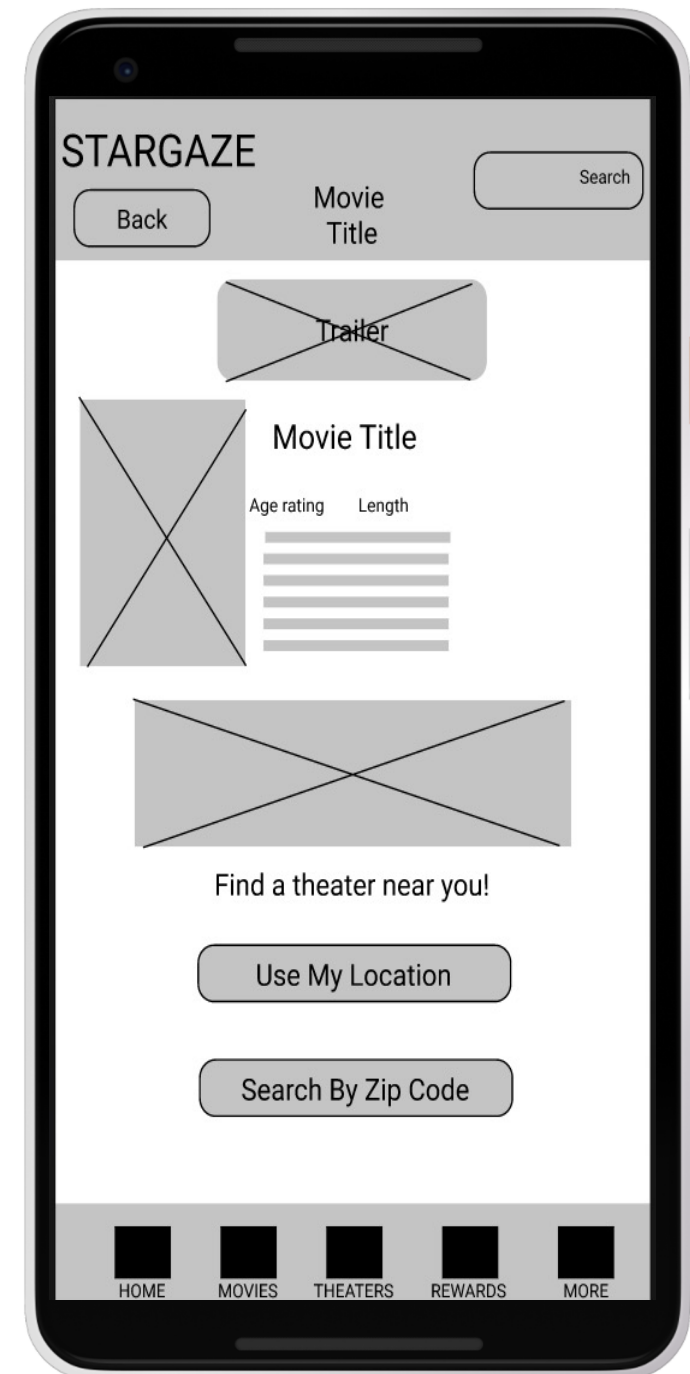 STARGAZE
Search
Back
Movie
Title
Trailer
Movie Title
Age rating Length
Find a theater near you!
Use My Location
Search By Zip Code
HOME MOVIES THEATERS REWARDS MORE